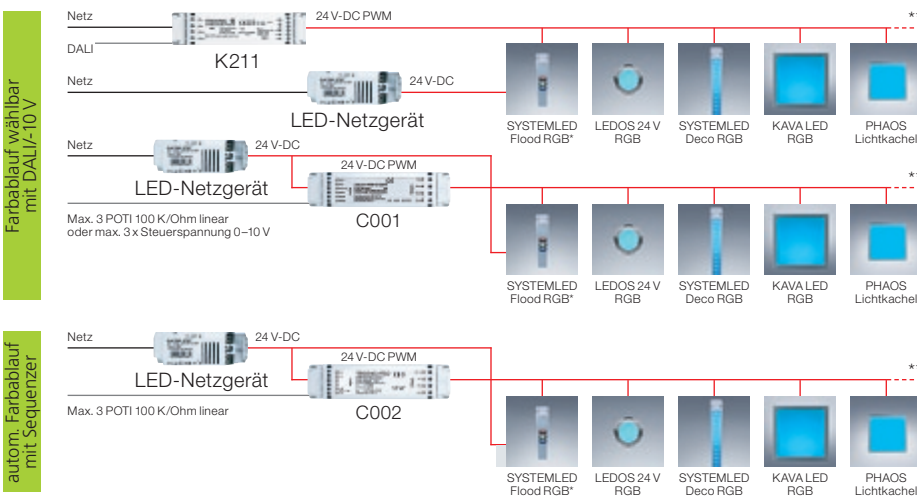 Farbablauf wählbar
mit DALI/-10 V
Netz
24 V-DC PWM
**
DALI
K211
Netz
24 V-DC
LED-Netzgerät
SYSTEMLED
Flood RGB*
LEDOS 24 V
RGB
SYSTEMLED
Deco RGB
KAVA LED
RGB
PHAOS
Lichtkachel
Netz
24 V-DC
24 V-DC PWM
LED-Netzgerät
C001
Max. 3 POTI 100 K/Ohm linear
oder max. 3 x Steuerspannung 0–10 V
SYSTEMLED
Flood RGB*
LEDOS 24 V
RGB
SYSTEMLED
Deco RGB
KAVA LED
RGB
PHAOS
Lichtkachel
autom. Farbablauf
mit Sequenzer
Netz
24 V-DC
24 V-DC PWM
LED-Netzgerät
C002
Max. 3 POTI 100 K/Ohm linear
SYSTEMLED
Flood RGB*
LEDOS 24 V
RGB
SYSTEMLED
Deco RGB
KAVA LED
RGB
PHAOS
Lichtkachel